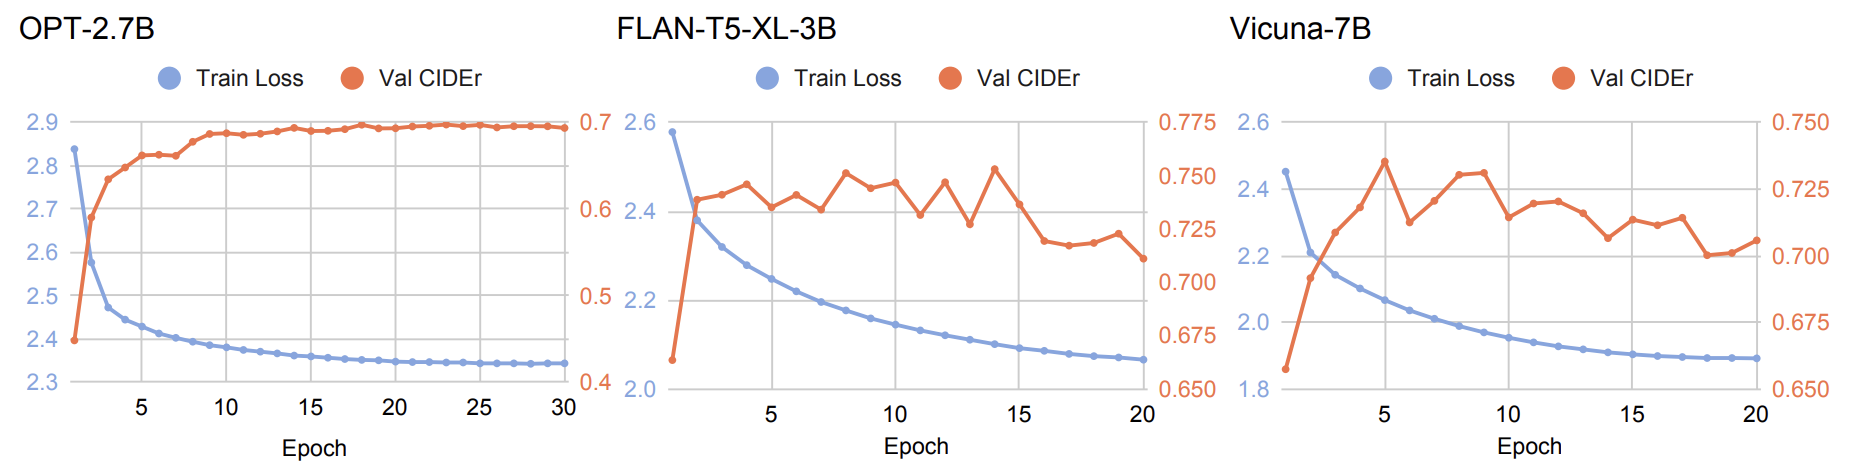 OPT-2.7B
Train Loss Val CIDEr
2.9
2.8
2.7
2.6
2.5
2.4
2.3
0.7
0.6
0.5
0.4
5 10 15 20 25 30
Epoch
FLAN-T5-XL-3B
Train Loss Val CIDEr
2.6
2.4
2.2
2.0
0.775
0.750
0.725
0.700
0.675
0.650
5 10 15 20
Epoch
Vicuna-7B
Train Loss Val CIDEr
2.6
2.4
2.2
2.0
1.8
0.750
0.725
0.700
0.675
0.650
5 10 15 20
Epoch